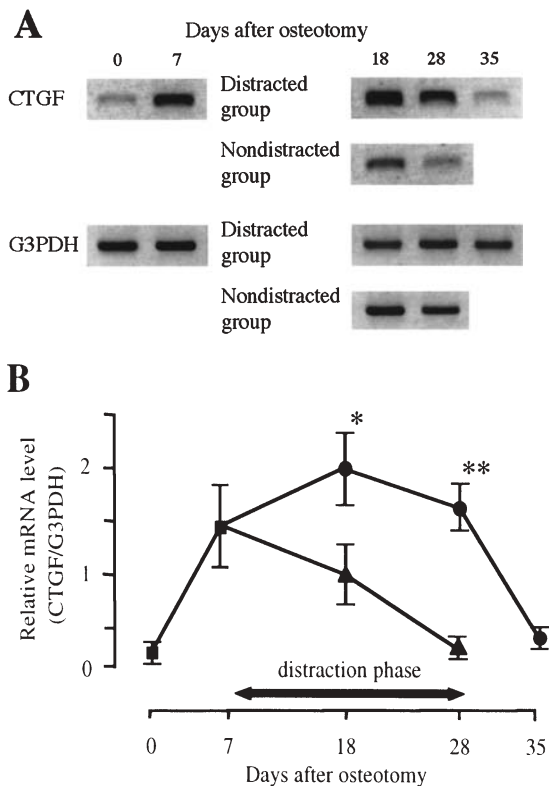 A
Days after osteotomy
0 7 18 28 35
CTGF
Distracted
group
Nondistracted
group
G3PDH
Distracted
group
Nondistracted
group
B
Relative mRNA level
(CTGF/G3PDH)
2
1
0
*
**
distraction phase
0 7 18 28 35
Days after osteotomy